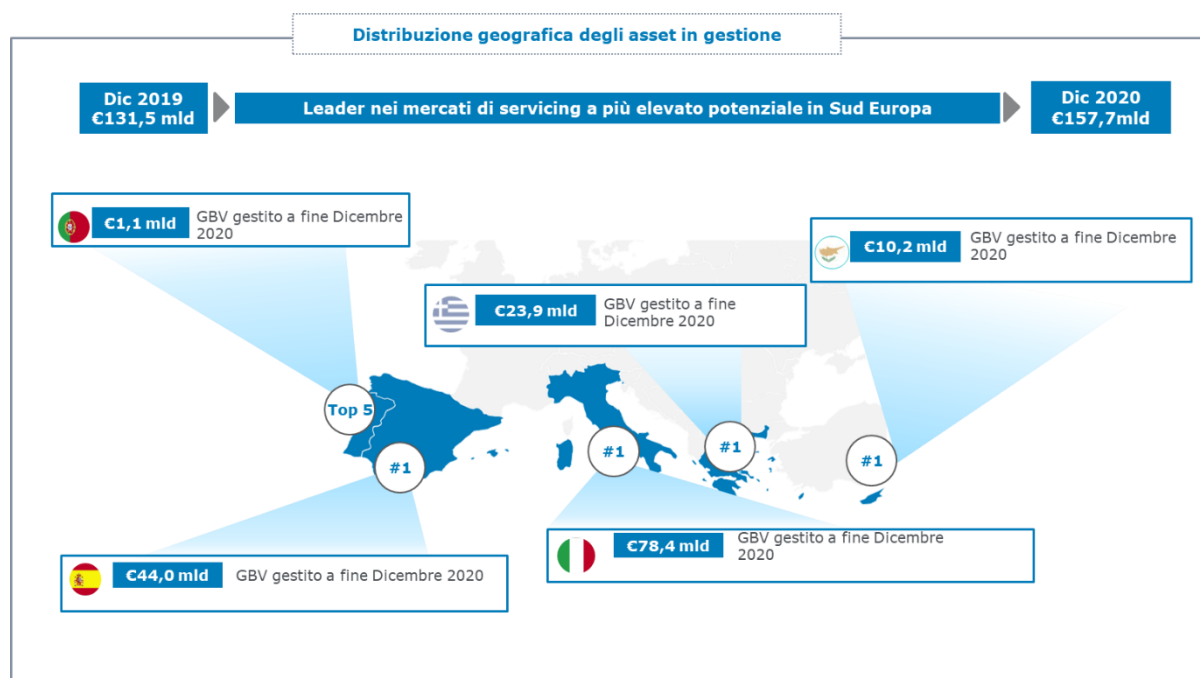 Distribuzione geografica degli asset in gestione
Dic 2019
€131,5 mld
Leader nei mercati di servicing a più elevato potenziale in Sud Europa
Dic 2020
€157,7mld
€1,1 mld
GBV gestito a fine Dicembre
2020
€10,2 mld
GBV gestito a fine Dicembre
2020
€23,9 mld
GBV gestito a fine
Dicembre 2020
Top 5
#1
#1
#1
#1
€44,0 mld
GBV gestito a fine Dicembre 2020
€78,4 mld
GBV gestito a fine Dicembre
2020